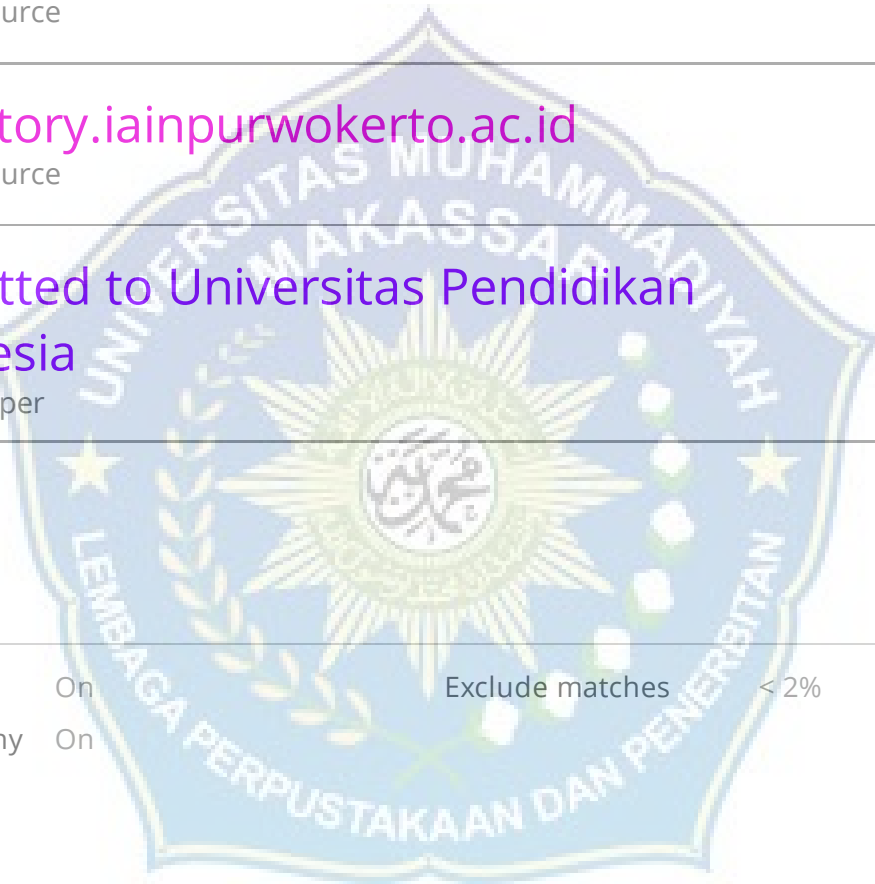 urce
tory.iainpurwokerto.ac.id
urce
tted to Universitas Pendidikan
esia
per
On
Exclude matches
< 2%
ny
On
UNIVERSITAS MUHAMMADIYAH
MAKASSAR
محمدية
LEMBAGA PERPUSTAKAAN DAN PENERBITAN